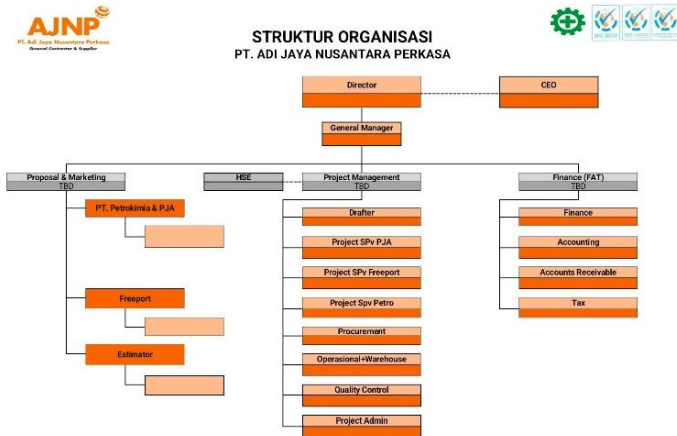 AJNP
PT. Adi Jaya Nusantara Perkasa
General Contractor & Supplier
STRUKTUR ORGANISASI
PT. ADI JAYA NUSANTARA PERKASA
Director
CEO
General Manager
Proposal & Marketing
TBD
HSE
Project Management
TBD
Finance (FAT)
TBD
PT. Petrokimia & PJA
Freeport
Estimator
Drafter
Project SPv PJA
Project SPv Freeport
Project Spv Petro
Procurement
Operasional+Warehouse
Quality Control
Project Admin
Finance
Accounting
Accounts Receivable
Tax